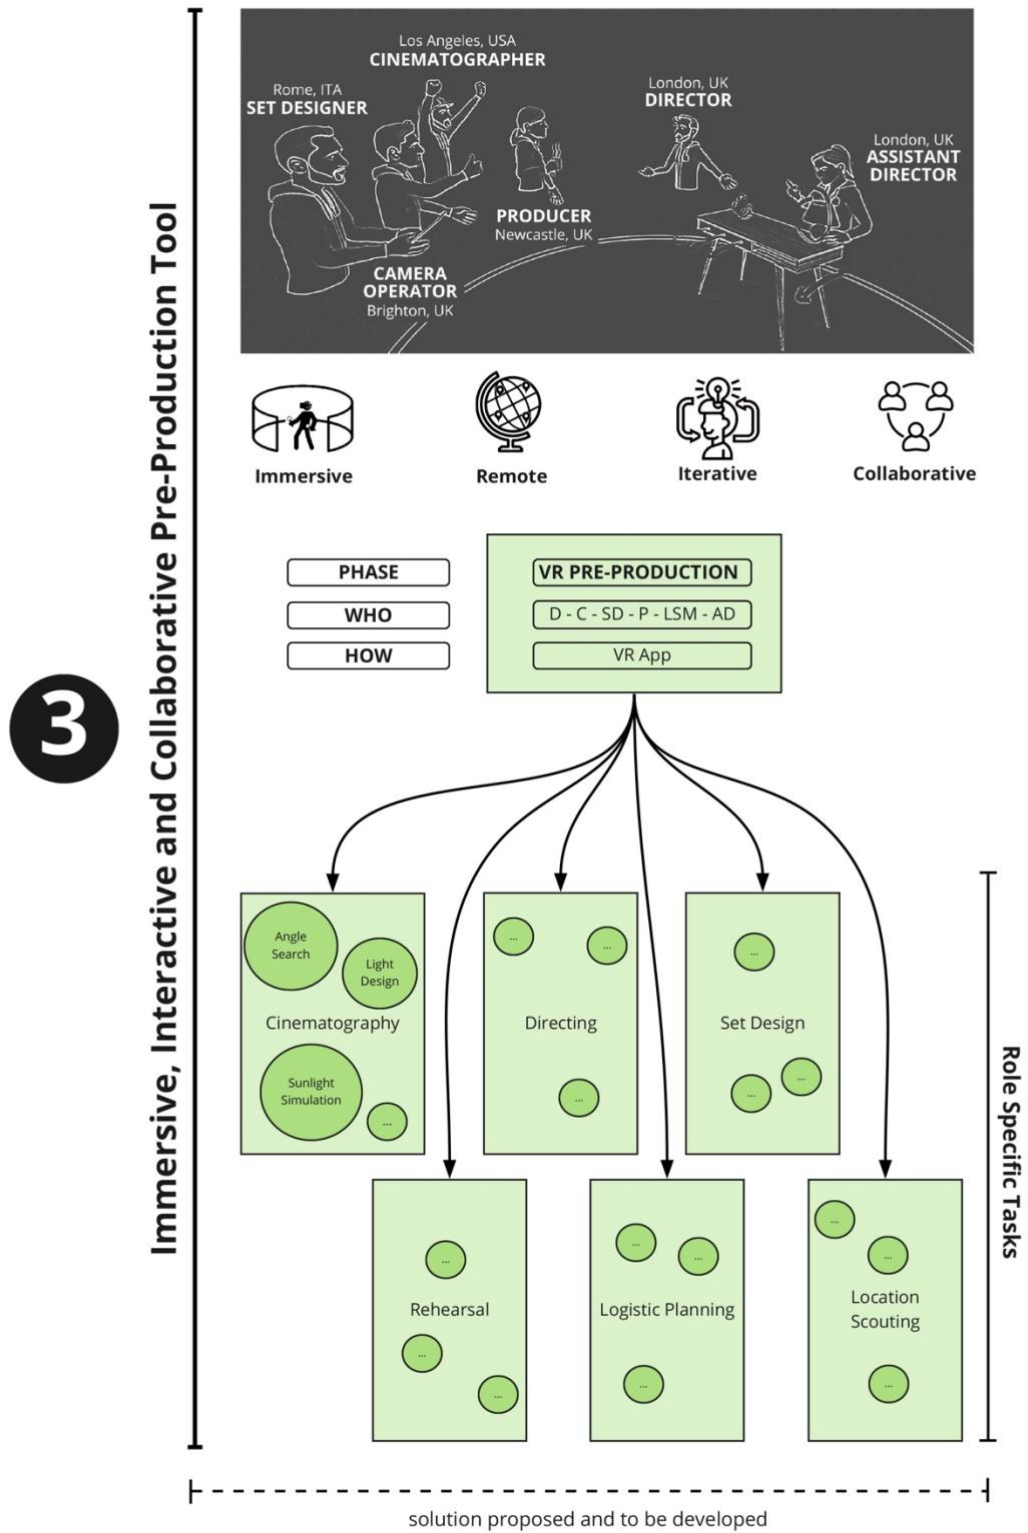 3
Immersive, Interactive and Collaborative Pre-Production Tool
Los Angeles, USA
CINEMATOGRAPHER
Rome, ITA
SET DESIGNER
London, UK
DIRECTOR
London, UK
ASSISTANT
DIRECTOR
PRODUCER
Newcastle, UK
CAMERA
OPERATOR
Brighton, UK
Immersive
Remote
Iterative
Collaborative
PHASE
VR PRE-PRODUCTION
WHO
D - C - SD - P - LSM - AD
HOW
VR App
Angle
Search
Light
Design
Cinematography
Sunlight
Simulation
...
...
...
Directing
...
...
Set Design
...
...
...
Rehearsal
...
...
...
...
Logistic Planning
...
...
...
Location
Scouting
...
Role Specific Tasks
solution proposed and to be developed